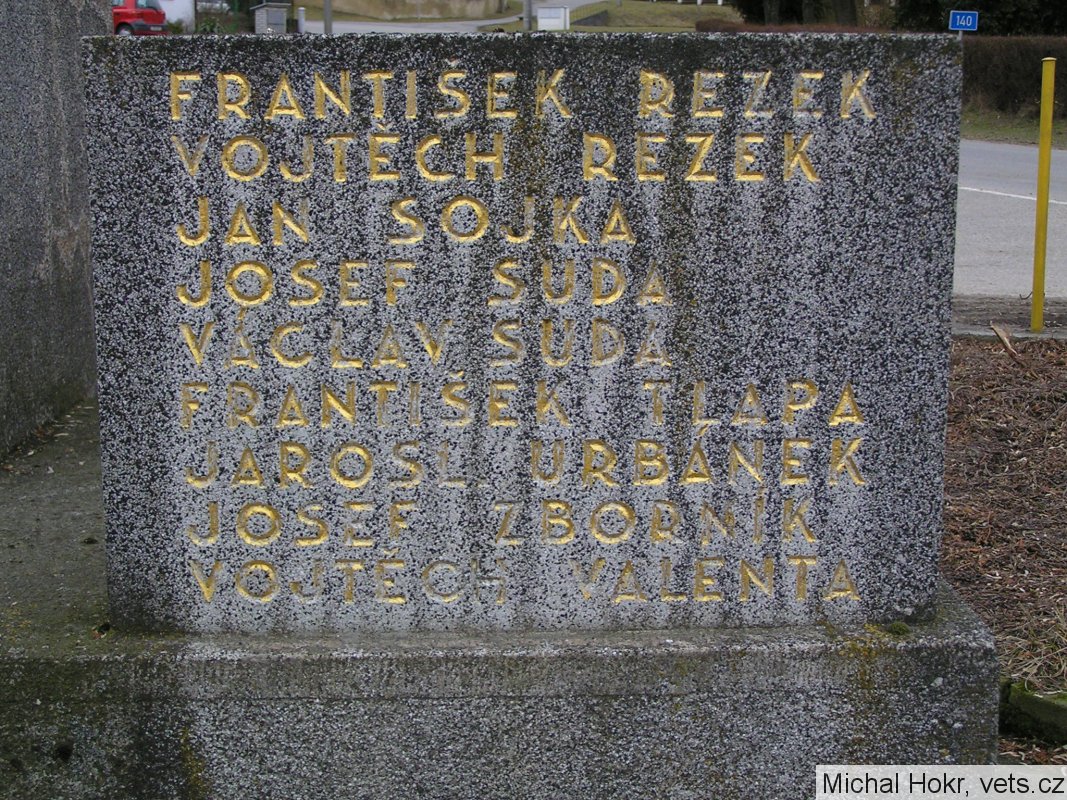 140
FRANTIŠEK REZEK
VOJTĚCH REZEK
JAN SOJKA
JOSEF SUDA
VÁCLAV SUDA
FRANTIŠEK TLAPA
JAROSL. URBÁNEK
JOSEF ZBORNÍK
VOJTĚCH VALENTA
Michal Hokr, vets.cz